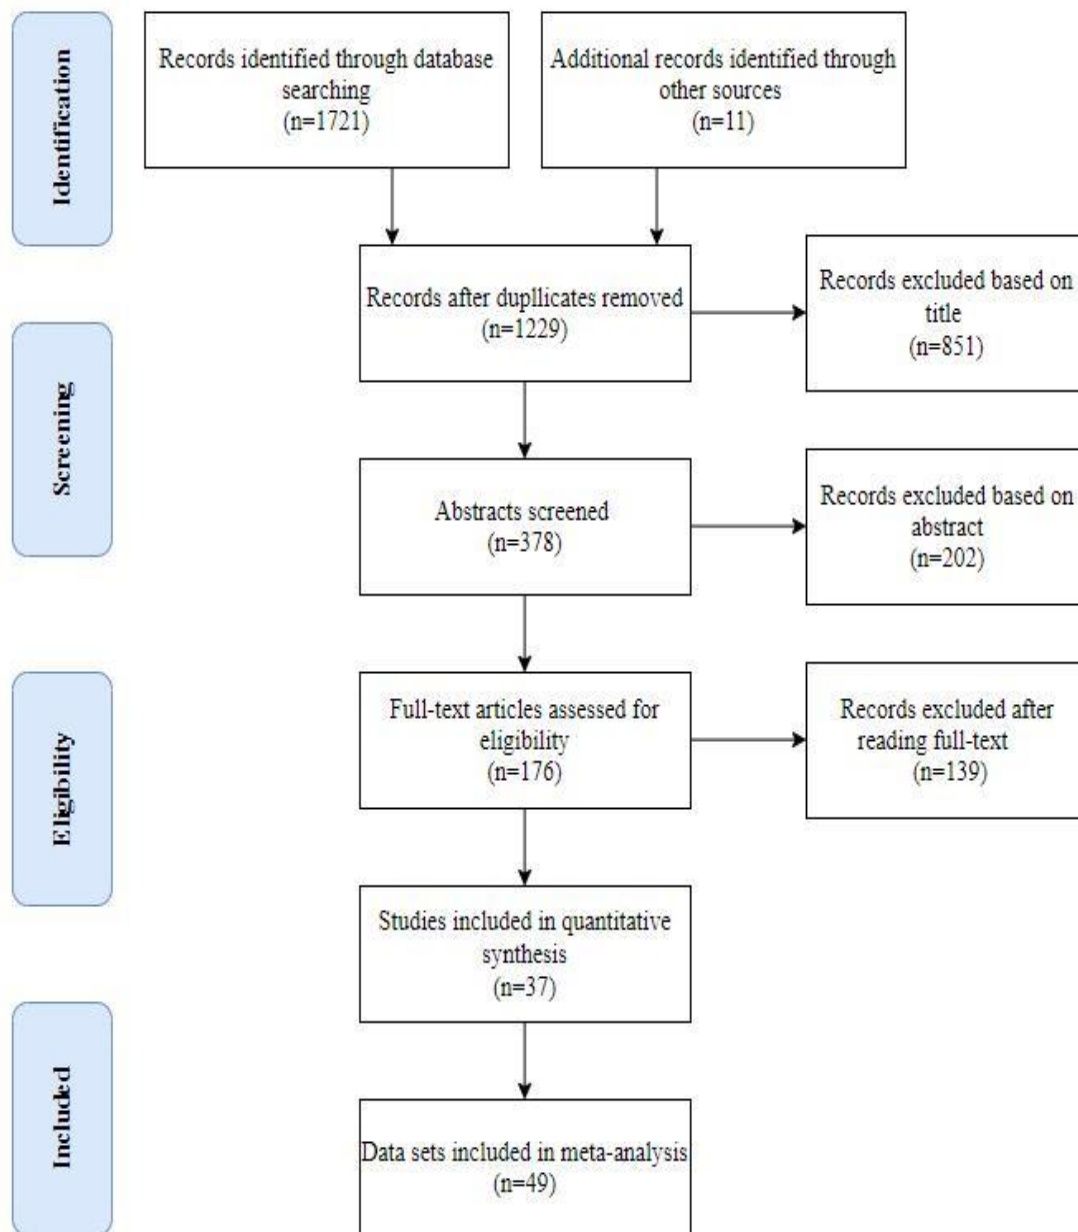 Identification
Records identified through database
searching
(n=1721)
Additional records identified through
other sources
(n=11)
Records after dupllicates removed
(n=1229)
Records excluded based on
title
(n=851)
Screening
Abstracts screened
(n=378)
Records excluded based on
abstract
(n=202)
Eligibility
Full-text articles assessed for
eligibility
(n=176)
Records excluded after
reading full-text
(n=139)
Studies included in quantitative
synthesis
(n=37)
Included
Data sets included in meta-analysis
(n=49)